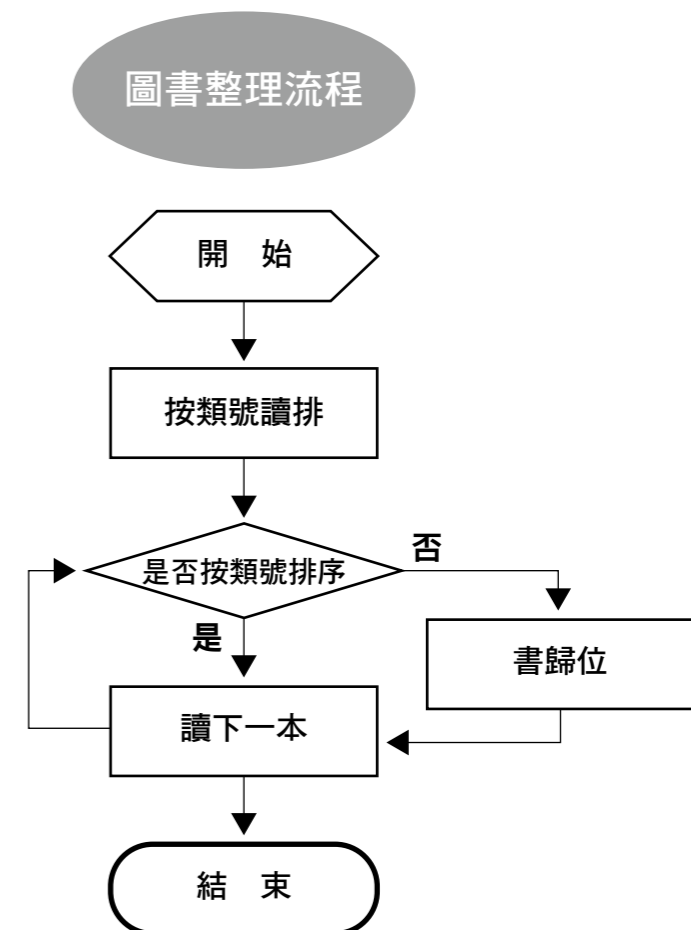 圖書整理流程
開　始
按類號讀排
是否按類號排序
否
是
書歸位
讀下一本
結　束